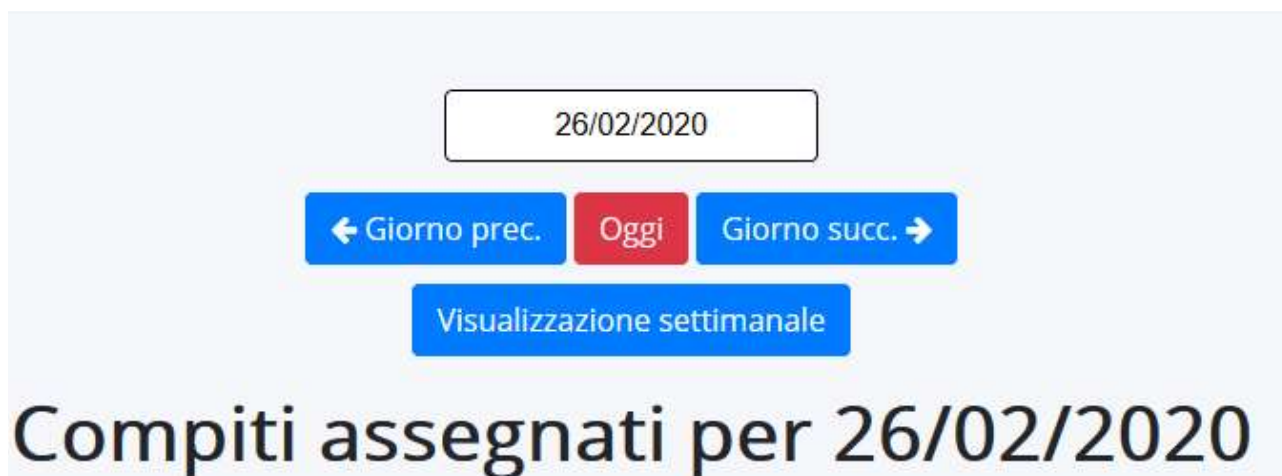 26/02/2020
Giorno prec. Oggi Giorno succ.
Visualizzazione settimanale
Compiti assegnati per 26/02/2020